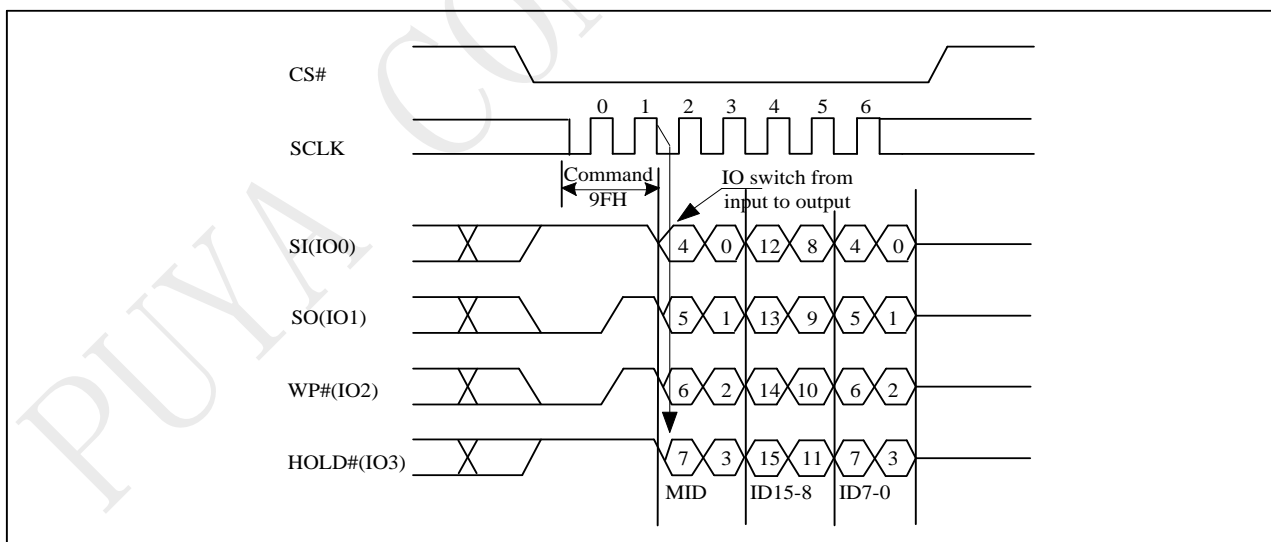 PUYA CON
CS#
0 1 2 3 4 5 6
SCLK
Command
9FH
IO switch from
input to output
SI(IO0)
4 0 12 8 4 0
SO(IO1)
5 1 13 9 5 1
WP#(IO2)
6 2 14 10 6 2
HOLD#(IO3)
7 3 15 11 7 3
MID ID15-8 ID7-0